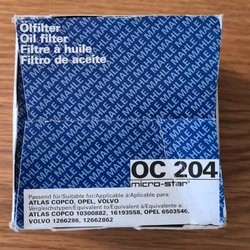 Ölfilter
Oil filter
Filtre à huile
Filtro de aceite
OC 204
micro-star
Passend für/Suitable for/Applicable à/Applicable para:
ATLAS COPCO, OPEL, VOLVO
Vergleichstypen/Equivalent to/Equivalent à/Equivalente a:
ATLAS COPCO 10300882, 16193558, OPEL 6503546,
VOLVO 1266286, 12662862